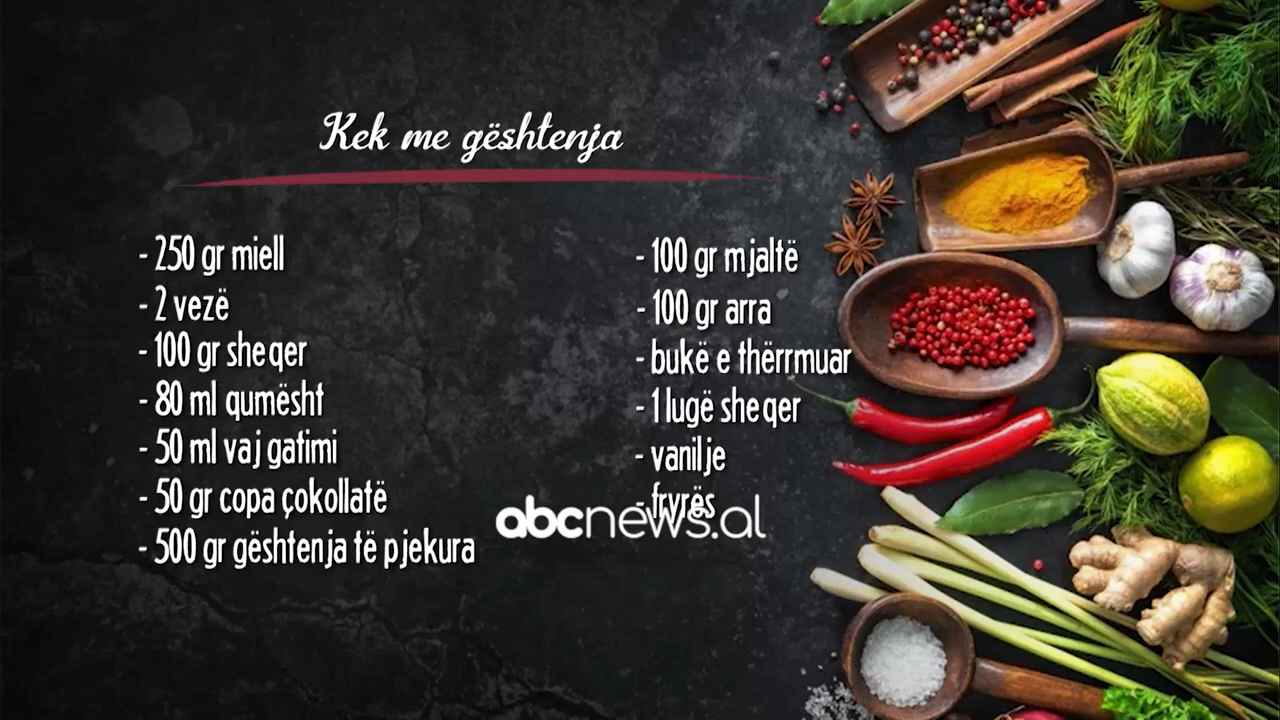 Kek me gështenja
- 250 gr miell
- 2 vezë
- 100 gr sheqer
- 80 ml qumësht
- 50 ml vaj gatimi
- 50 gr copa çokollatë
- 500 gr gështenja të pjekura
- 100 gr mjaltë
- 100 gr arra
- bukë e thërrmuar
- 1 lugë sheqer
- vanilje
- fryrës
abcnews.al